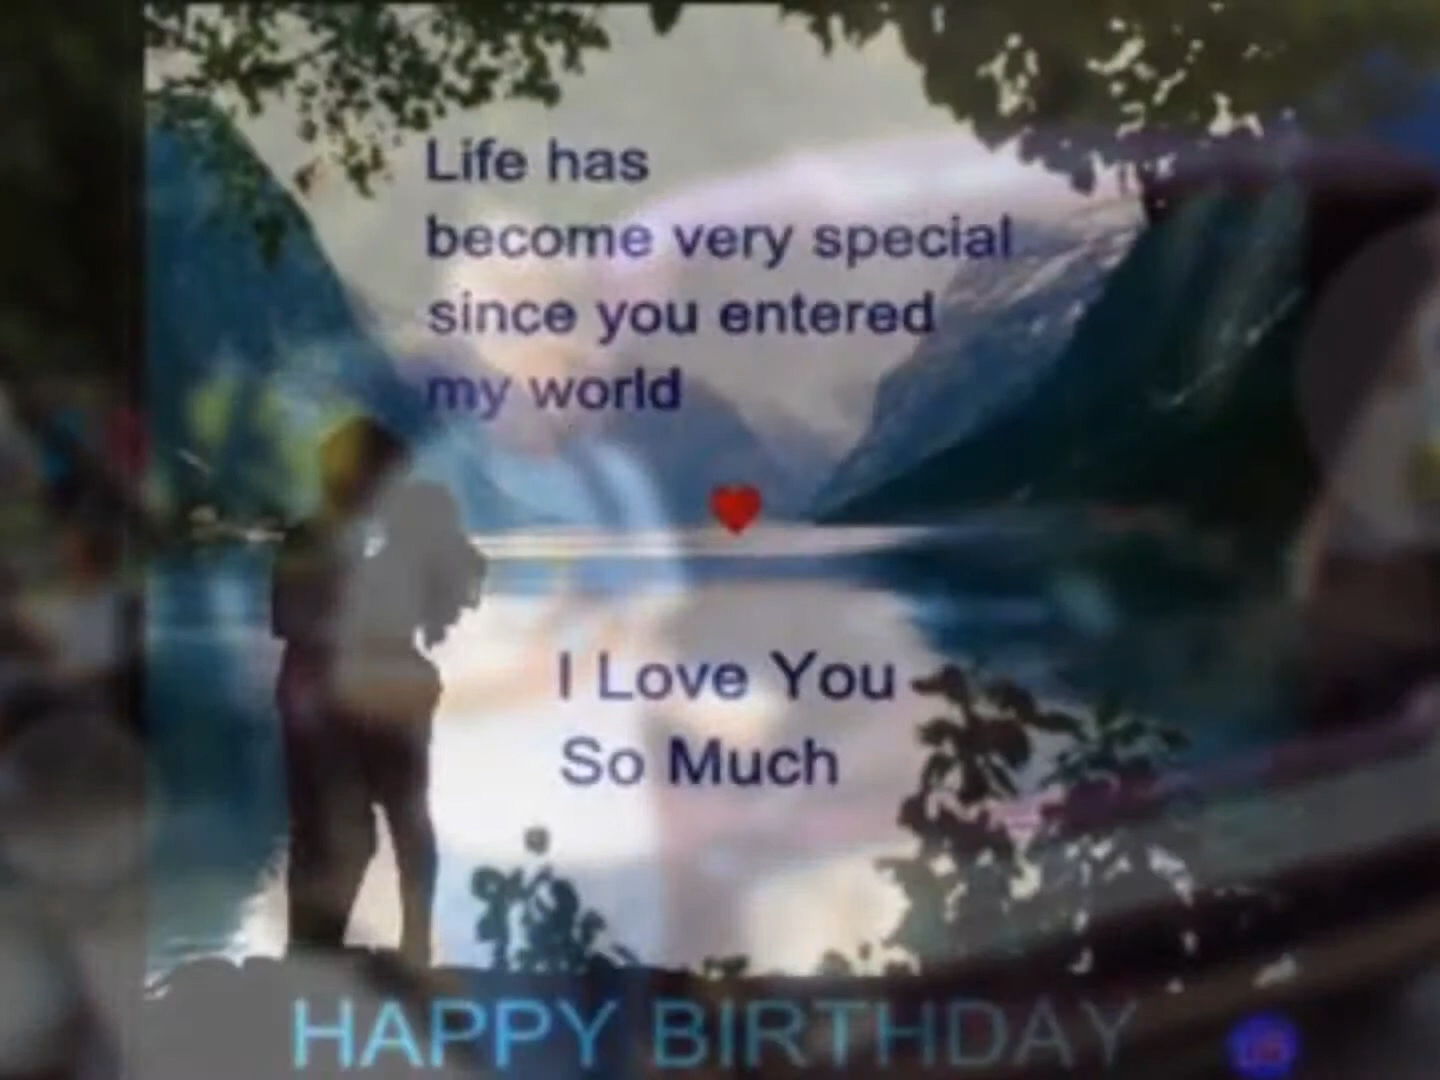 Life has
become very special
since you entered
my world
I Love You
So Much
HAPPY BIRTHDAY